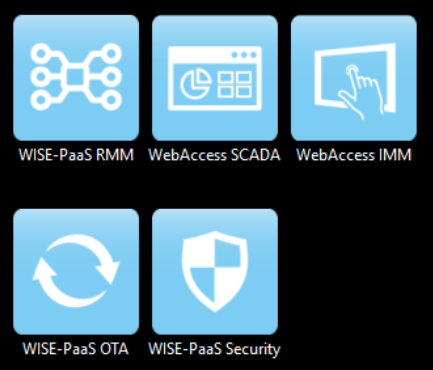 WISE-PaaS RMM
WebAccess SCADA
WebAccess IMM
WISE-PaaS OTA
WISE-PaaS Security